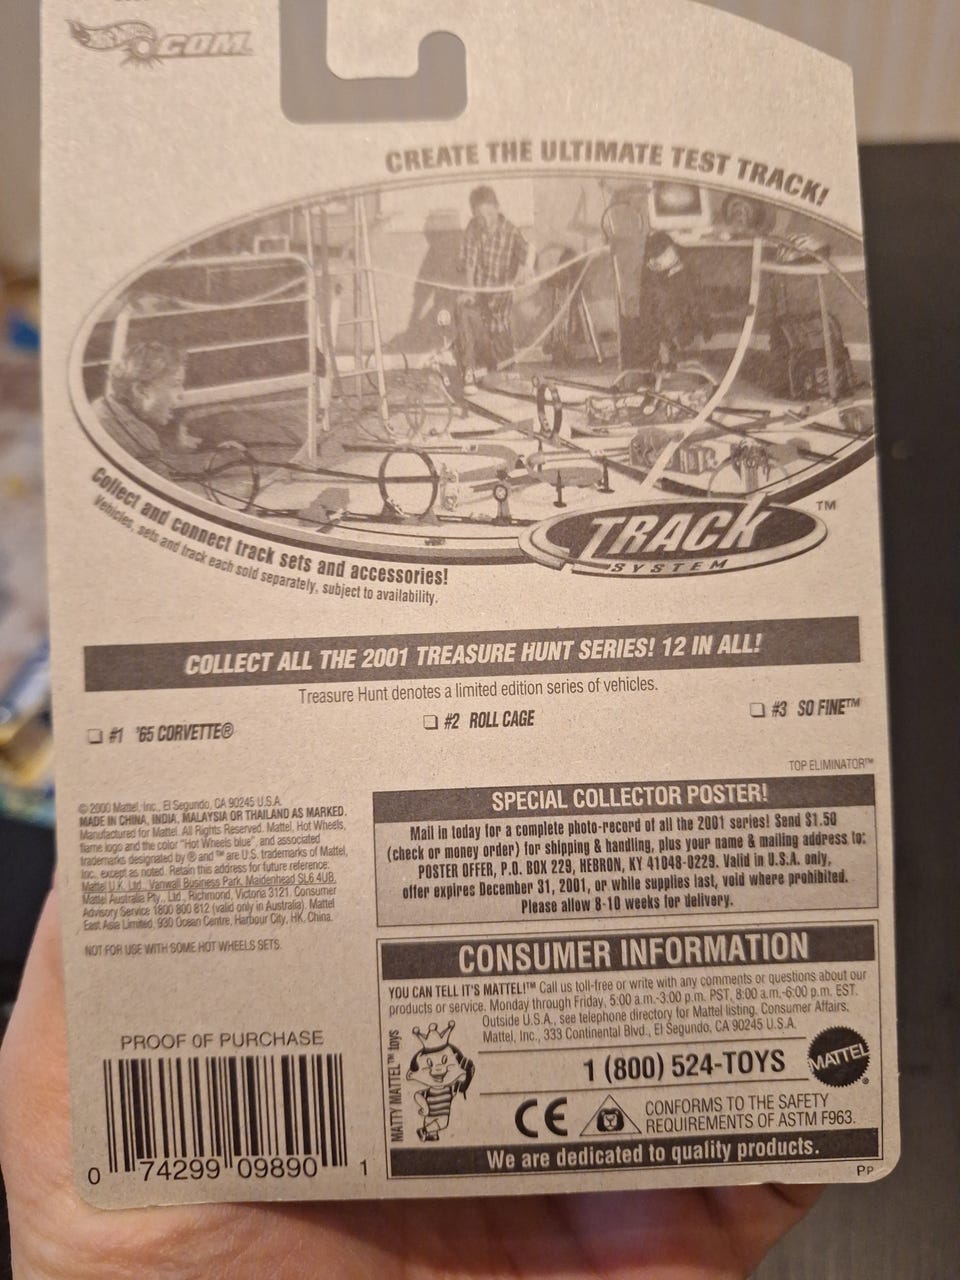 Hot Wheels .COM
CREATE THE ULTIMATE TEST TRACK!
Collect and connect track sets and accessories!
Vehicles, sets and track each sold separately, subject to availability.
TRACK™
SYSTEM
COLLECT ALL THE 2001 TREASURE HUNT SERIES! 12 IN ALL!
Treasure Hunt denotes a limited edition series of vehicles.
#1 '65 CORVETTE®
#2 ROLL CAGE
#3 SO FINE™
TOP ELIMINATOR™
© 2000 Mattel, Inc., El Segundo, CA 90245 U.S.A.
MADE IN CHINA, INDIA, MALAYSIA OR THAILAND AS MARKED.
Manufactured for Mattel. All Rights Reserved. Mattel, Hot Wheels,
flame logo and the color "Hot Wheels blue", and associated
trademarks designated by ® and ™ are U.S. trademarks of Mattel,
Inc., except as noted. Retain this address for future reference:
Mattel U.K. Ltd., Vanwall Business Park, Maidenhead SL6 4UB.
Mattel Australia Pty., Ltd., Richmond, Victoria 3121. Consumer
Advisory Service 1800 800 812 (valid only in Australia). Mattel
East Asia Limited, 930 Ocean Centre, Harbour City, HK, China.
NOT FOR USE WITH SOME HOT WHEELS SETS.
SPECIAL COLLECTOR POSTER!
Mail in today for a complete photo-record of all the 2001 series! Send $1.50
(check or money order) for shipping & handling, plus your name & mailing address to:
POSTER OFFER, P.O. BOX 229, HEBRON, KY 41048-0229. Valid in U.S.A. only,
offer expires December 31, 2001, or while supplies last, void where prohibited.
Please allow 8-10 weeks for delivery.
CONSUMER INFORMATION
YOU CAN TELL IT'S MATTEL!™ Call us toll-free or write with any comments or questions about our
products or service. Monday through Friday, 5:00 a.m.-3:00 p.m. PST, 8:00 a.m.-6:00 p.m. EST.
Outside U.S.A., see telephone directory for Mattel listing. Consumer Affairs,
Mattel, Inc., 333 Continental Blvd., El Segundo, CA 90245 U.S.A.
MATTY MATTEL™ toys
1 (800) 524-TOYS
MATTEL®
CE
CONFORMS TO THE SAFETY
REQUIREMENTS OF ASTM F963.
We are dedicated to quality products.
PP
PROOF OF PURCHASE
0 74299 09890 1